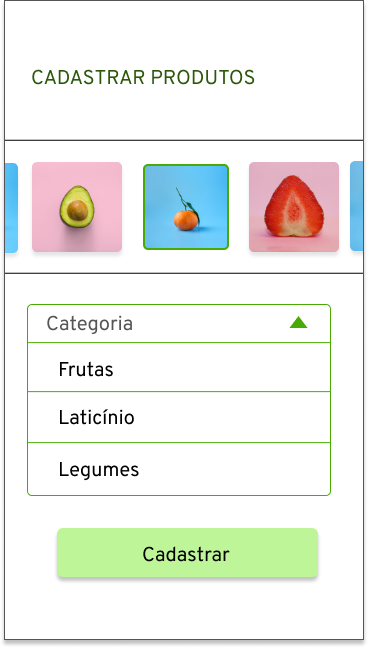 CADASTRAR PRODUTOS
Categoria
Frutas
Laticínio
Legumes
Cadastrar